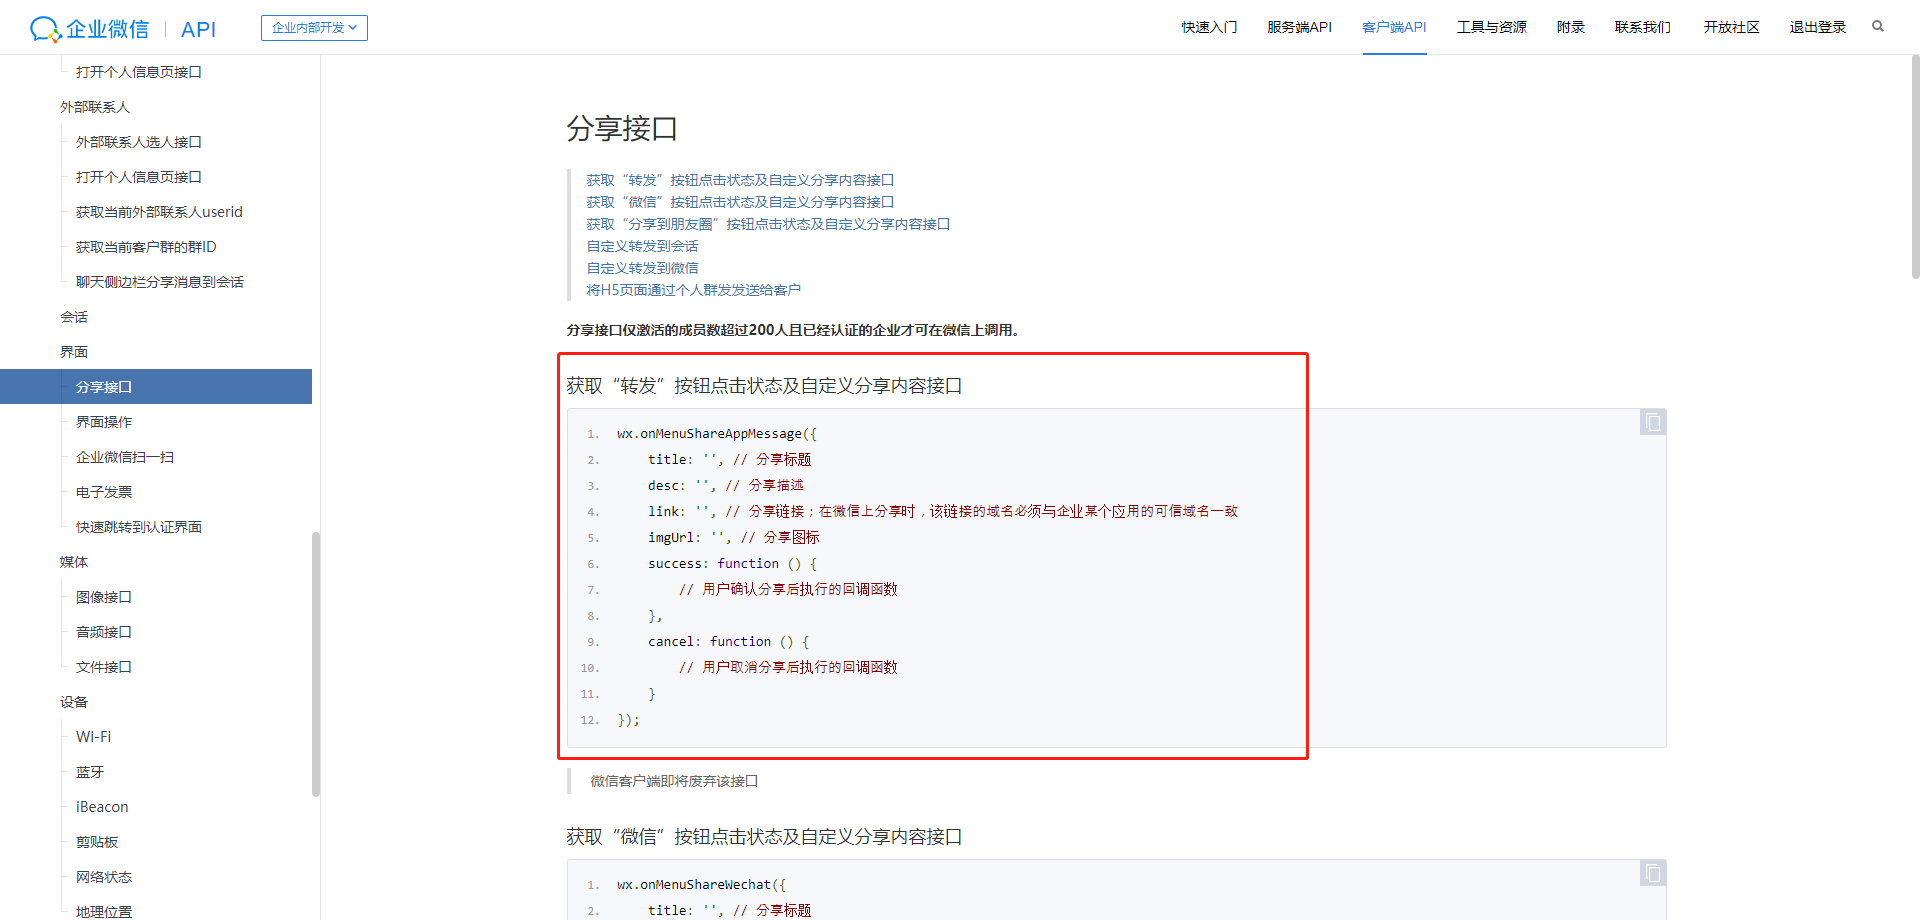 企业微信 | API
企业内部开发
快速入门 服务端API 客户端API 工具与资源 附录 联系我们 开放社区 退出登录
打开个人信息页接口
外部联系人
外部联系人选人接口
打开个人信息页接口
获取当前外部联系人userid
获取当前客户群的群ID
聊天侧边栏分享消息到会话
会话
界面
分享接口
界面操作
企业微信扫一扫
电子发票
快速跳转到认证界面
媒体
图像接口
音频接口
文件接口
设备
Wi-Fi
蓝牙
iBeacon
剪贴板
网络状态
地理位置
分享接口
获取“转发”按钮点击状态及自定义分享内容接口
获取“微信”按钮点击状态及自定义分享内容接口
获取“分享到朋友圈”按钮点击状态及自定义分享内容接口
自定义转发到会话
自定义转发到微信
将H5页面通过个人群发发送给客户
分享接口仅激活的成员数超过200人且已经认证的企业才可在微信上调用。
获取“转发”按钮点击状态及自定义分享内容接口
1. wx.onMenuShareAppMessage({
2. title: '', // 分享标题
3. desc: '', // 分享描述
4. link: '', // 分享链接；在微信上分享时，该链接的域名必须与企业某个应用的可信域名一致
5. imgUrl: '', // 分享图标
6. success: function () {
7. // 用户确认分享后执行的回调函数
8. },
9. cancel: function () {
10. // 用户取消分享后执行的回调函数
11. }
12. });
微信客户端即将废弃该接口
获取“微信”按钮点击状态及自定义分享内容接口
1. wx.onMenuShareWechat({
2. title: '', // 分享标题